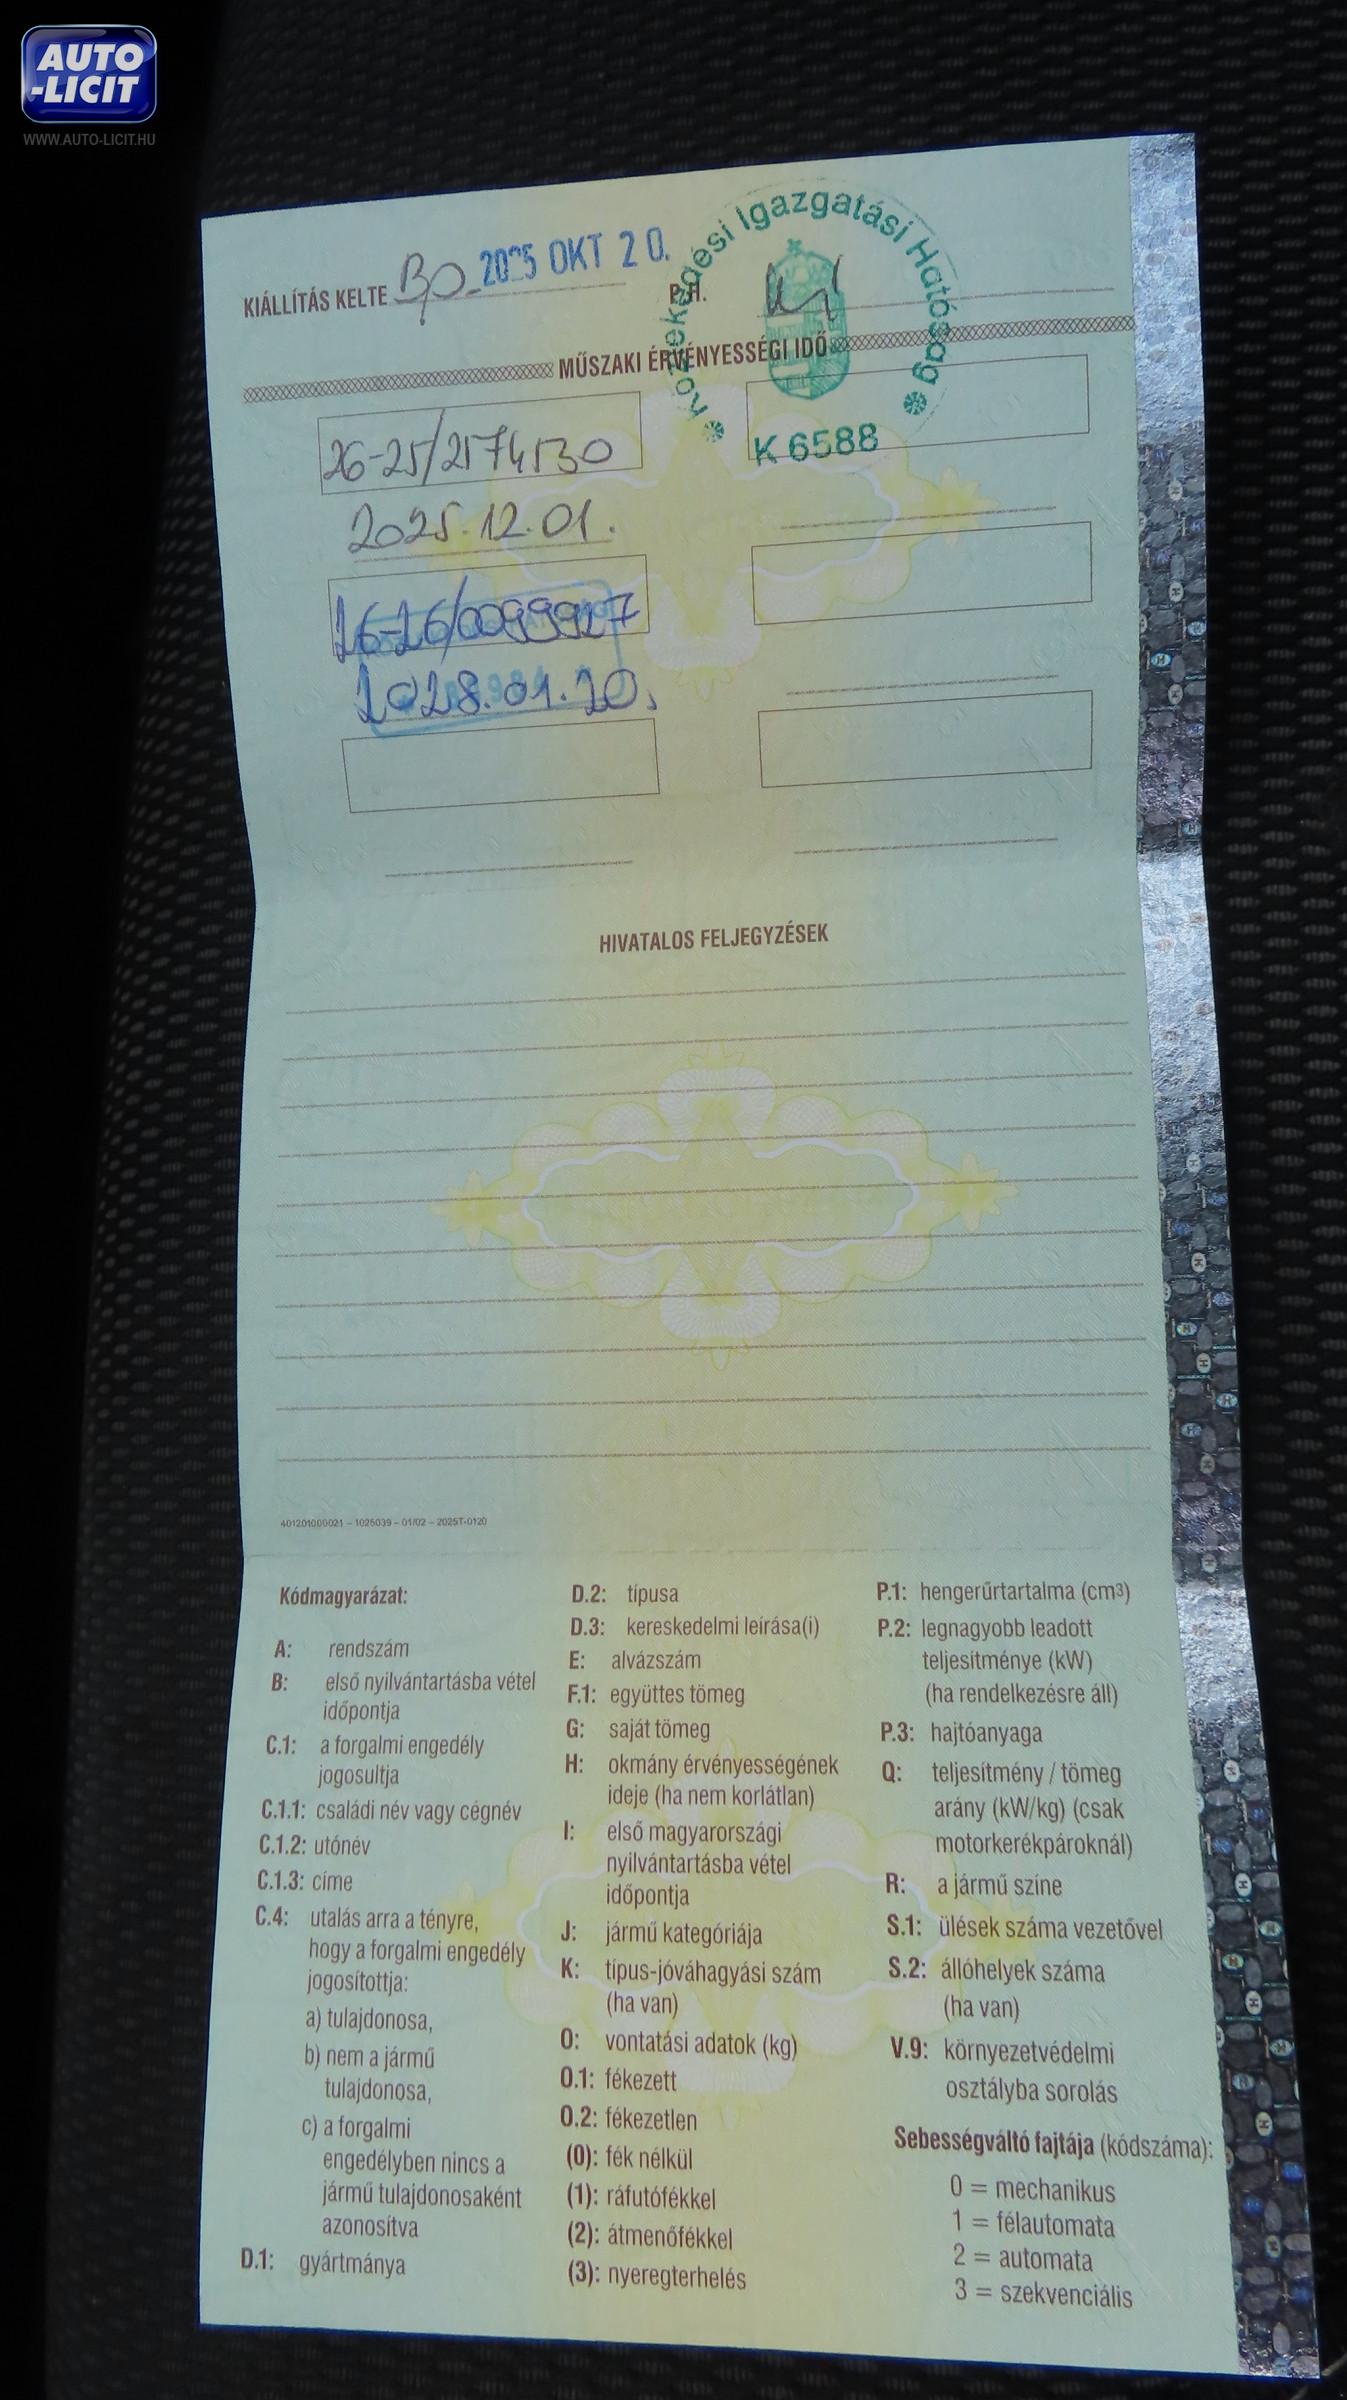 AUTO
-LICIT
WWW.AUTO-LICIT.HU
KIÁLLÍTÁS KELTE Bp. 2025 OKT 20.
P.H.
Közlekedési Igazgatási Hatóság
K 6588
MŰSZAKI ÉRVÉNYESSÉGI IDŐ
26-25/2574530
2025.12.01.
26-26/0099927
2028.01.20.
HIVATALOS FELJEGYZÉSEK
401201000021 – 1025039 – 01/02 – 2025T-0120
Kódmagyarázat:
A: rendszám
B: első nyilvántartásba vétel
időpontja
C.1: a forgalmi engedély
jogosultja
C.1.1: családi név vagy cégnév
C.1.2: utónév
C.1.3: címe
C.4: utalás arra a tényre,
hogy a forgalmi engedély
jogosítottja:
a) tulajdonosa,
b) nem a jármű
tulajdonosa,
c) a forgalmi
engedélyben nincs a
jármű tulajdonosaként
azonosítva
D.1: gyártmánya
D.2: típusa
D.3: kereskedelmi leírása(i)
E: alvázszám
F.1: együttes tömeg
G: saját tömeg
H: okmány érvényességének
ideje (ha nem korlátlan)
I: első magyarországi
nyilvántartásba vétel
időpontja
J: jármű kategóriája
K: típus-jóváhagyási szám
(ha van)
O: vontatási adatok (kg)
O.1: fékezett
O.2: fékezetlen
(0): fék nélkül
(1): ráfutófékkel
(2): átmenőfékkel
(3): nyeregterhelés
P.1: hengerűrtartalma (cm³)
P.2: legnagyobb leadott
teljesítménye (kW)
(ha rendelkezésre áll)
P.3: hajtóanyaga
Q: teljesítmény / tömeg
arány (kW/kg) (csak
motorkerékpároknál)
R: a jármű színe
S.1: ülések száma vezetővel
S.2: állóhelyek száma
(ha van)
V.9: környezetvédelmi
osztályba sorolás
Sebességváltó fajtája (kódszáma):
0 = mechanikus
1 = félautomata
2 = automata
3 = szekvenciális